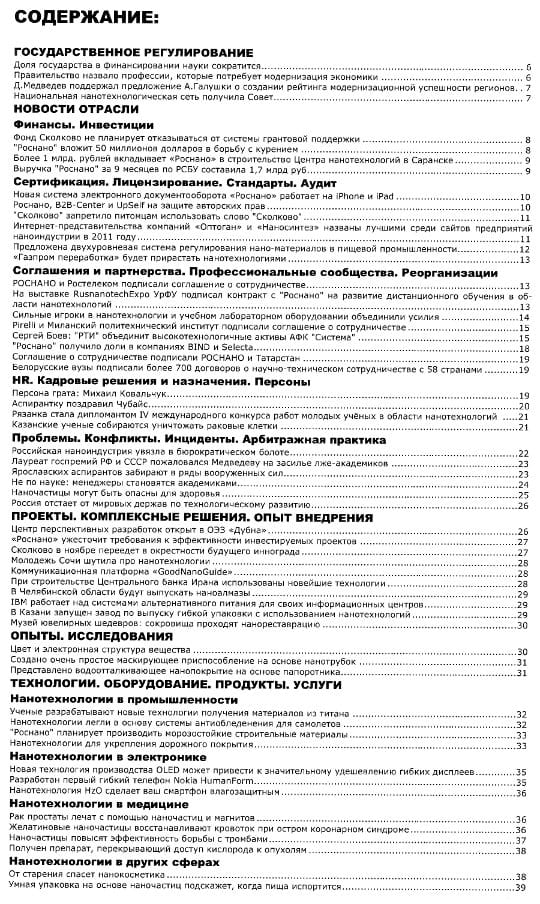 СОДЕРЖАНИЕ:
ГОСУДАРСТВЕННОЕ РЕГУЛИРОВАНИЕ
Доля государства в финансировании науки сократится 6
Правительство назвало профессии, которые потребует модернизация экономики 6
Д.Медведев поддержал предложение А.Галушки о создании рейтинга модернизационной успешности регионов. 7
Национальная нанотехнологическая сеть получила Совет 7
НОВОСТИ ОТРАСЛИ
Финансы. Инвестиции
Фонд Сколково не планирует отказываться от системы грантовой поддержки 8
"Роснано" вложит 50 миллионов долларов в борьбу с курением 8
Более 1 млрд. рублей вкладывает «Роснано» в строительство Центра нанотехнологий в Саранске 9
Выручка "Роснано" за 9 месяцев по РСБУ составила 1,7 млрд руб 9
Сертификация. Лицензирование. Стандарты. Аудит
Новая система электронного документооборота «Роснано» работает на iPhone и iPad 10
Роснано, B2B-Center и UpSelf на защите авторских прав 10
"Сколково" запретило питомцам использовать слово "Сколково" 11
Интернет-представительства компаний «Оптоган» и «Наносинтез» названы лучшими среди сайтов предприятий
наноиндустрии в 2011 году 11
Предложена двухуровневая система регулирования нано-материалов в пищевой промышленности 12
«Газпром переработка» будет прирастать нанотехнологиями 13
Соглашения и партнерства. Профессиональные сообщества. Реорганизации
РОСНАНО и Ростелеком подписали соглашение о сотрудничестве 13
На выставке RusnanotechExpo УрФУ подписал контракт с "Роснано" на развитие дистанционного обучения в об-
ласти нанотехнологий 13
Сильные игроки в нанотехнологии и учебном лабораторном оборудовании объединили усилия 14
Pirelli и Миланский политехнический институт подписали соглашение о партнерстве 15
Сергей Боев: "РТИ" объединит высокотехнологичные активы АФК "Система" 15
"Роснано" получило доли в компаниях BIND и Selecta 18
Соглашение о сотрудничестве подписали РОСНАНО и Татарстан 19
Белорусские вузы подписали более 700 договоров о научно-техническом сотрудничестве с 58 странами 19
HR. Кадровые решения и назначения. Персоны
Персона грата: Михаил Ковальчук 19
Аспирантку поздравил Чубайс 20
Рязанка стала дипломантом IV международного конкурса работ молодых учёных в области нанотехнологий 21
Казанские ученые собираются уничтожать раковые клетки 21
Проблемы. Конфликты. Инциденты. Арбитражная практика
Российская наноиндустрия увязла в бюрократическом болоте 22
Лауреат госпремий РФ и СССР пожаловался Медведеву на засилье лже-академиков 23
Ярославских аспирантов забирают в ряды вооруженных сил 23
Не по науке: менеджеры становятся академиками 24
Наночастицы могут быть опасны для здоровья 25
Россия отстает от мировых держав по технологическому развитию 26
ПРОЕКТЫ. КОМПЛЕКСНЫЕ РЕШЕНИЯ. ОПЫТ ВНЕДРЕНИЯ
Центр перспективных разработок открыт в ОЭЗ «Дубна» 26
«Роснано» ужесточит требования к эффективности инвестируемых проектов 27
Сколково в ноябре переедет в окрестности будущего иннограда 27
Молодежь Сочи шутила про нанотехнологии 28
Коммуникационная платформа «GoodNanoGuide» 28
При строительстве Центрального банка Ирана использованы новейшие технологии 28
В Челябинской области будут выпускать наноалмазы 29
IBM работает над системами альтернативного питания для своих информационных центров 29
В Казани запущен завод по выпуску гибкой упаковки с использованием нанотехнологий 29
Музей ювелирных шедевров: сокровища проходят нанореставрацию 30
ОПЫТЫ. ИССЛЕДОВАНИЯ
Цвет и электронная структура вещества 30
Создано очень простое маскирующее приспособление на основе нанотрубок 31
Представлено водоотталкивающее нанопокрытие на основе папоротника 31
ТЕХНОЛОГИИ. ОБОРУДОВАНИЕ. ПРОДУКТЫ. УСЛУГИ
Нанотехнологии в промышленности
Ученые разрабатывают новые технологии получения материалов из титана 32
Нанотехнологии легли в основу системы антиобледенения для самолетов 32
"Роснано" планирует производить морозостойкие строительные материалы 33
Нанотехнологии для укрепления дорожного покрытия 33
Нанотехнологии в электронике
Новая технология производства OLED может привести к значительному удешевлению гибких дисплеев 35
Разработан первый гибкий телефон Nokia HumanForm 35
Нанотехнология HzO сделает ваш смартфон влагозащитным 36
Нанотехнологии в медицине
Рак простаты лечат с помощью наночастиц и магнитов 36
Желатиновые наночастицы восстанавливают кровоток при остром коронарном синдроме 36
Наночастицы повысят эффективность борьбы с тромбами 37
Получен препарат, перекрывающий доступ кислорода к опухолям 38
Нанотехнологии в других сферах
От старения спасет нанокосметика 38
Умная упаковка на основе наночастиц подскажет, когда пища испортится 39